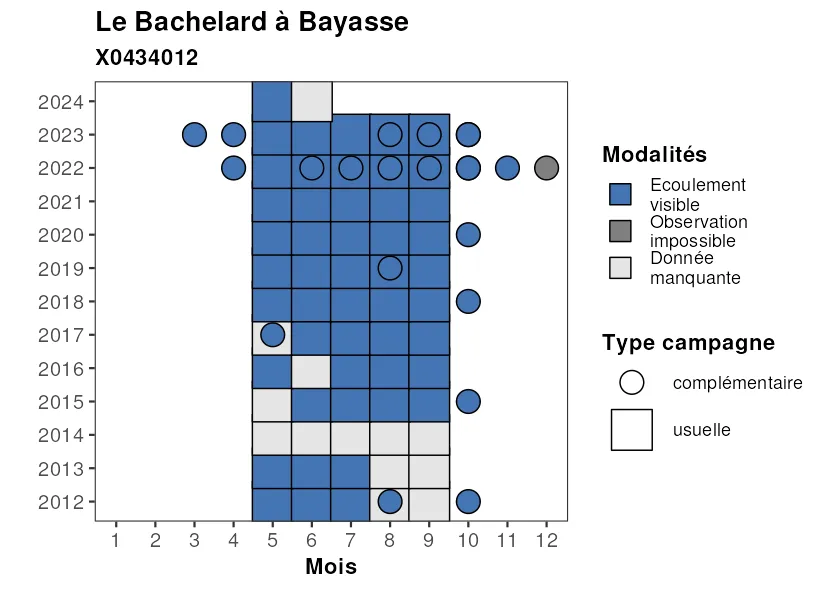 Le Bachelard à Bayasse
X0434012
2024
2023
2022
2021
2020
2019
2018
2017
2016
2015
2014
2013
2012
1 2 3 4 5 6 7 8 9 10 11 12
Mois
Modalités
Ecoulement
visible
Observation
impossible
Donnée
manquante
Type campagne
complémentaire
usuelle